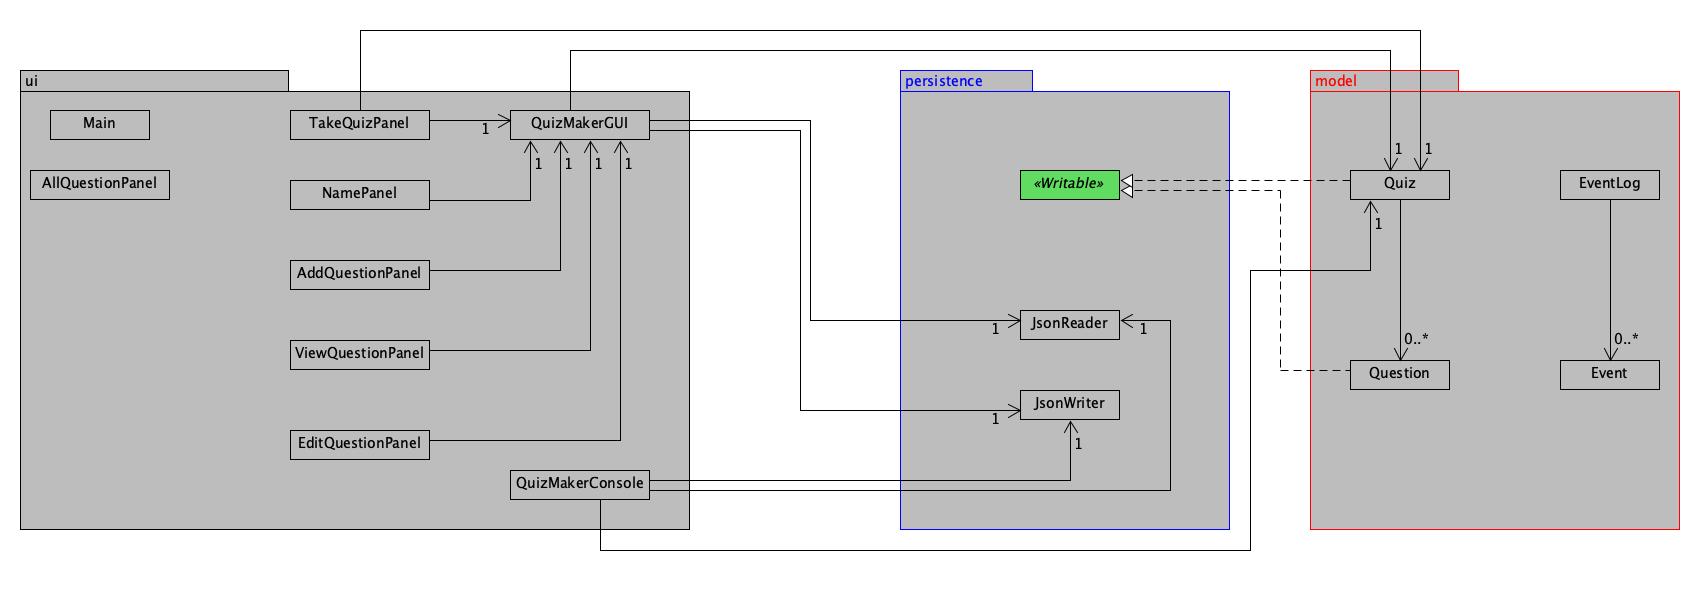 ui
persistence
model
Main
TakeQuizPanel
1
QuizMakerGUI
1
1
1
1
1
1
AllQuestionPanel
NamePanel
«Writable»
Quiz
EventLog
1
AddQuestionPanel
JsonReader
1
1
ViewQuestionPanel
0..*
0..*
Question
Event
JsonWriter
1
EditQuestionPanel
1
QuizMakerConsole